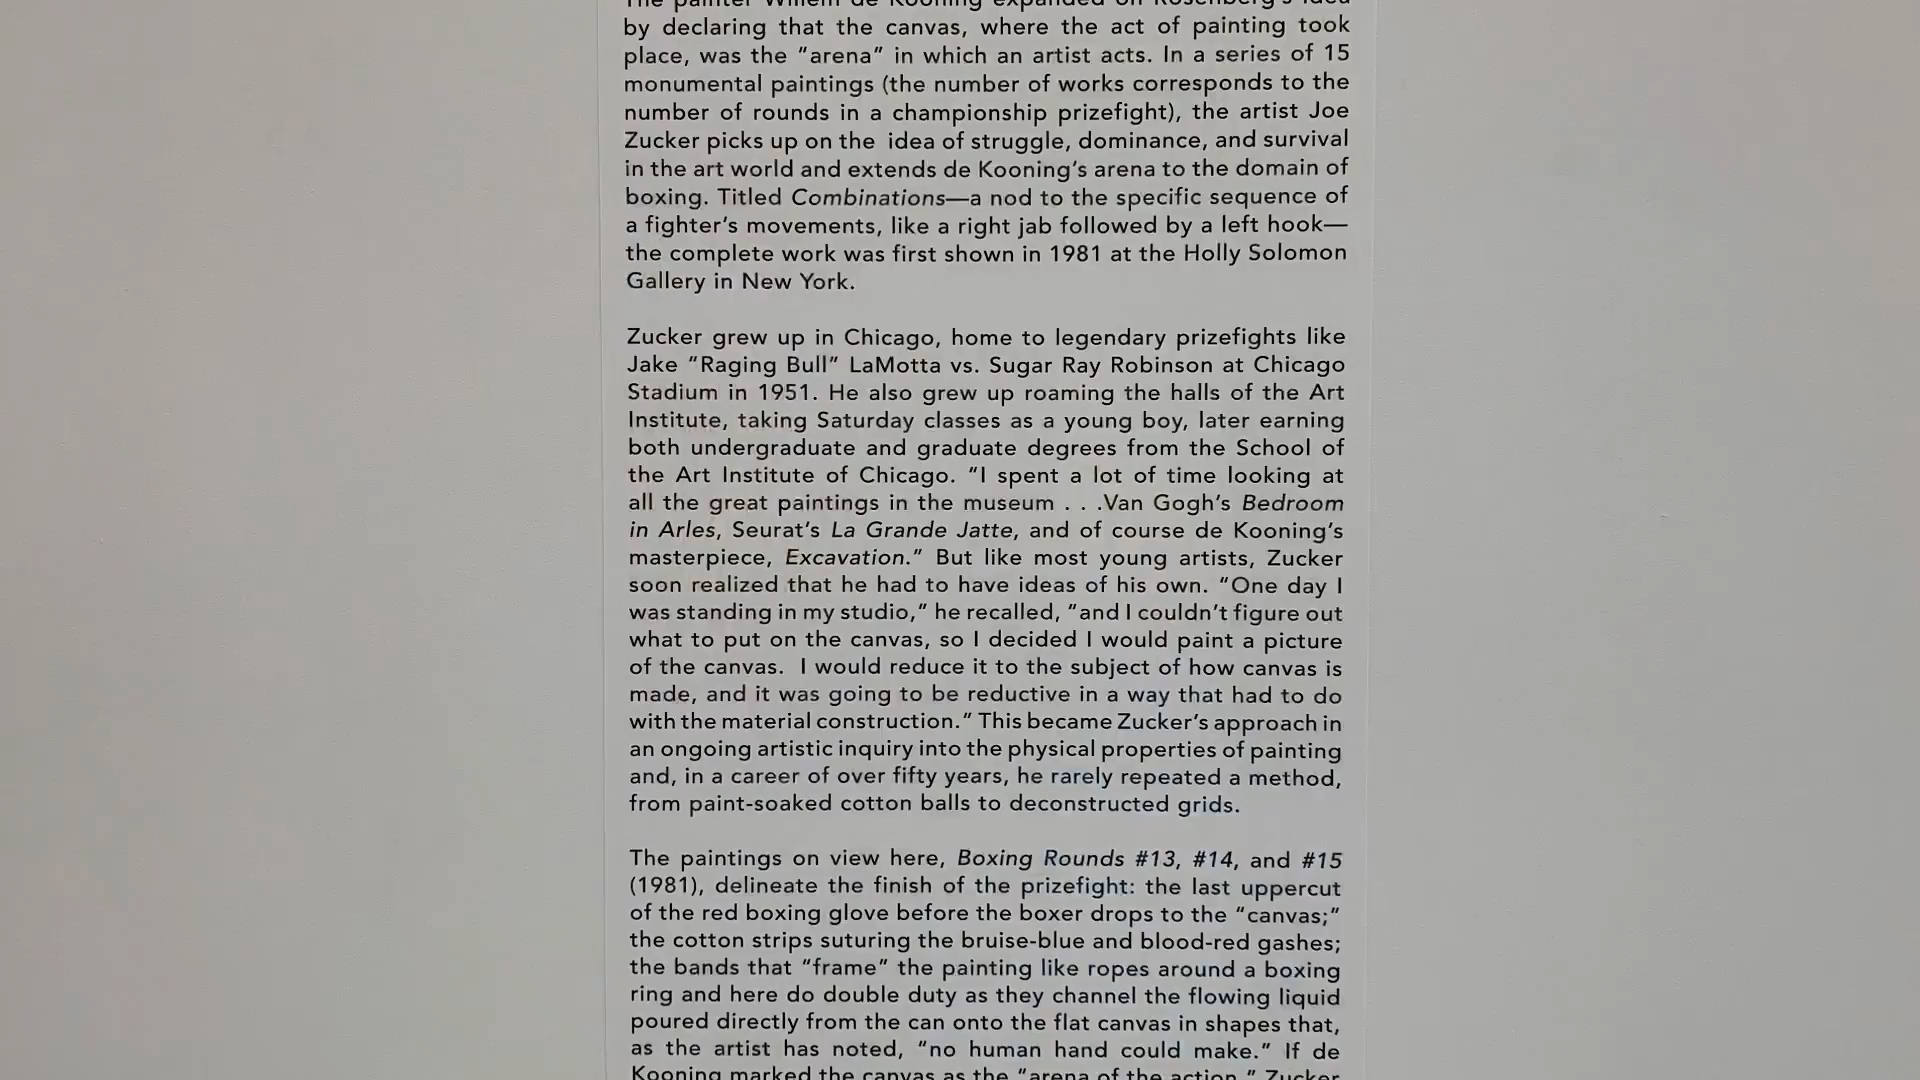 The painter Willem de Kooning expanded on Rosenberg's idea
by declaring that the canvas, where the act of painting took
place, was the “arena” in which an artist acts. In a series of 15
monumental paintings (the number of works corresponds to the
number of rounds in a championship prizefight), the artist Joe
Zucker picks up on the idea of struggle, dominance, and survival
in the art world and extends de Kooning's arena to the domain of
boxing. Titled Combinations—a nod to the specific sequence of
a fighter's movements, like a right jab followed by a left hook—
the complete work was first shown in 1981 at the Holly Solomon
Gallery in New York.
Zucker grew up in Chicago, home to legendary prizefights like
Jake “Raging Bull” LaMotta vs. Sugar Ray Robinson at Chicago
Stadium in 1951. He also grew up roaming the halls of the Art
Institute, taking Saturday classes as a young boy, later earning
both undergraduate and graduate degrees from the School of
the Art Institute of Chicago. “I spent a lot of time looking at
all the great paintings in the museum . . .Van Gogh's Bedroom
in Arles, Seurat's La Grande Jatte, and of course de Kooning's
masterpiece, Excavation.” But like most young artists, Zucker
soon realized that he had to have ideas of his own. “One day I
was standing in my studio,” he recalled, “and I couldn't figure out
what to put on the canvas, so I decided I would paint a picture
of the canvas. I would reduce it to the subject of how canvas is
made, and it was going to be reductive in a way that had to do
with the material construction.” This became Zucker's approach in
an ongoing artistic inquiry into the physical properties of painting
and, in a career of over fifty years, he rarely repeated a method,
from paint-soaked cotton balls to deconstructed grids.
The paintings on view here, Boxing Rounds #13, #14, and #15
(1981), delineate the finish of the prizefight: the last uppercut
of the red boxing glove before the boxer drops to the “canvas;”
the cotton strips suturing the bruise-blue and blood-red gashes;
the bands that “frame” the painting like ropes around a boxing
ring and here do double duty as they channel the flowing liquid
poured directly from the can onto the flat canvas in shapes that,
as the artist has noted, “no human hand could make.” If de
Kooning marked the canvas as the “arena of the action,” Zucker